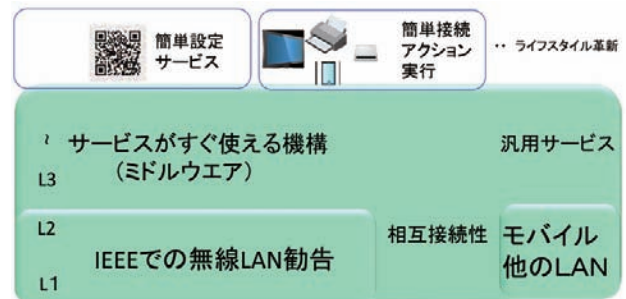 簡単設定
サービス
簡単接続
アクション
実行
‥ ライフスタイル革新
~ サービスがすぐ使える機構
（ミドルウエア）
L3
汎用サービス
L2
IEEEでの無線LAN勧告
L1
相互接続性
モバイル
他のLAN